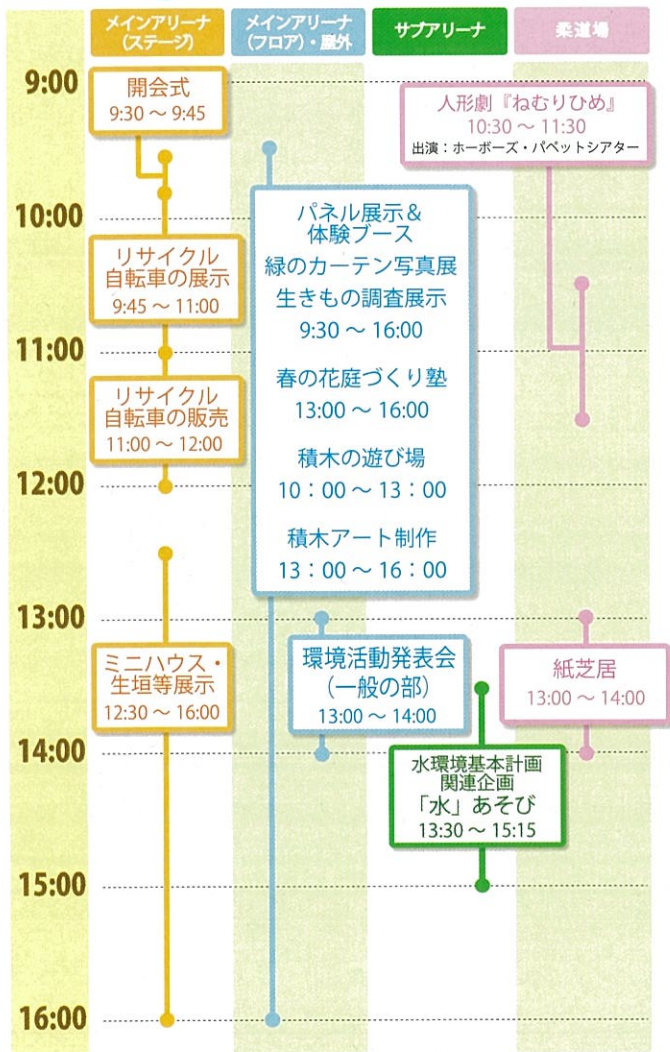 メインアリーナ
(ステージ)
メインアリーナ
(フロア)・屋外
サブアリーナ
柔道場
9:00
10:00
11:00
12:00
13:00
14:00
15:00
16:00
開会式
9:30 ～ 9:45
リサイクル
自転車の展示
9:45 ～ 11:00
リサイクル
自転車の販売
11:00 ～ 12:00
ミニハウス・
生垣等展示
12:30 ～ 16:00
パネル展示＆
体験ブース
緑のカーテン写真展
生きもの調査展示
9:30 ～ 16:00
春の花庭づくり塾
13:00 ～ 16:00
積木の遊び場
10：00 ～ 13：00
積木アート制作
13：00 ～ 16：00
環境活動発表会
(一般の部)
13:00 ～ 14:00
水環境基本計画
関連企画
「水」あそび
13:30 ～ 15:15
人形劇『ねむりひめ』
10:30 ～ 11:30
出演：ホーボーズ・パペットシアター
紙芝居
13:00 ～ 14:00